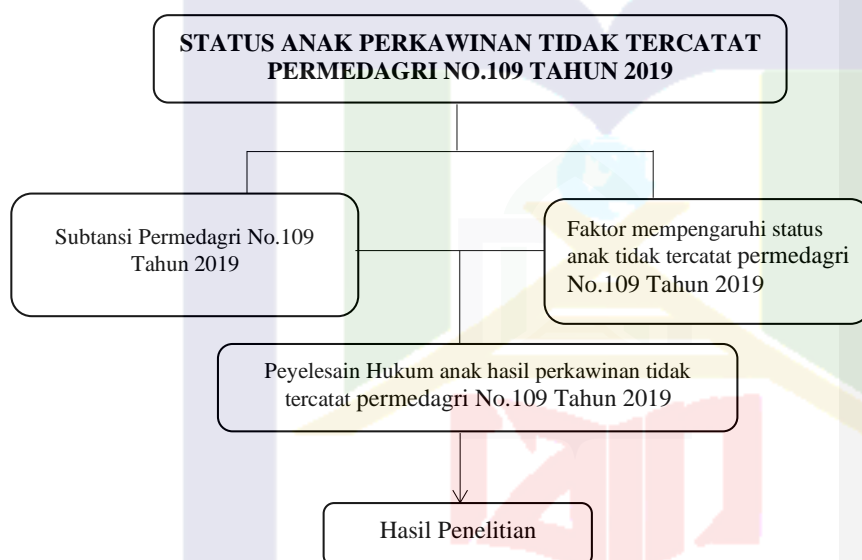 STATUS ANAK PERKAWINAN TIDAK TERCATAT
PERMEDAGRI NO.109 TAHUN 2019
Subtansi Permedagri No.109
Tahun 2019
Faktor mempengaruhi status
anak tidak tercatat permedagri
No.109 Tahun 2019
Peyelesain Hukum anak hasil perkawinan tidak
tercatat permedagri No.109 Tahun 2019
Hasil Penelitian